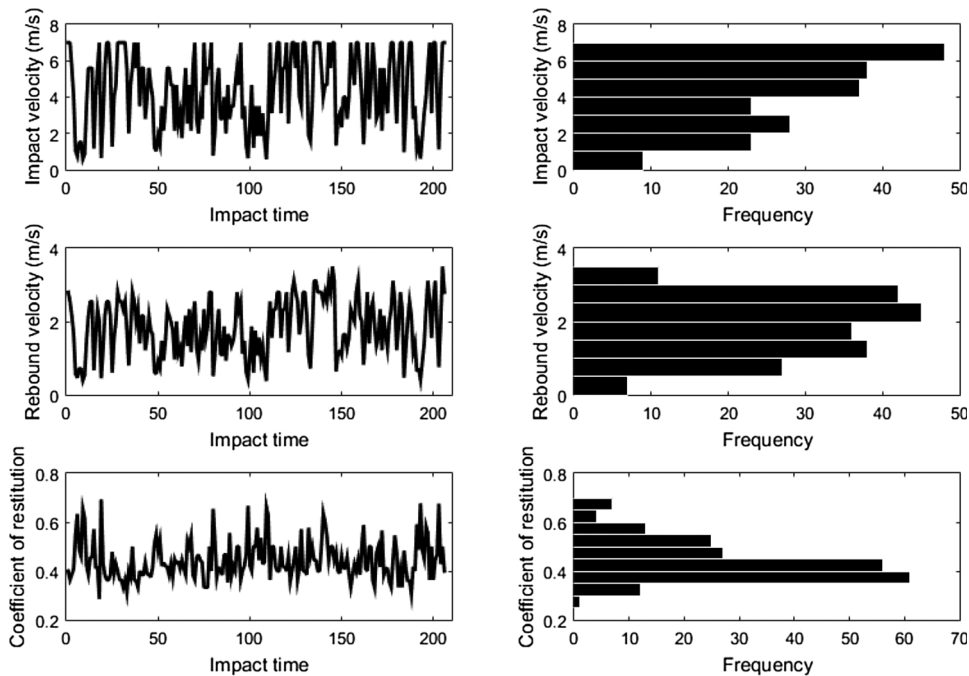 Impact velocity (m/s)
8
6
4
2
0
0 50 100 150 200
Impact time
Impact velocity (m/s)
8
6
4
2
0
0 10 20 30 40 50
Frequency
Rebound velocity (m/s)
4
2
0
0 50 100 150 200
Impact time
Rebound velocity (m/s)
4
2
0
0 10 20 30 40 50
Frequency
Coefficient of restitution
0.8
0.6
0.4
0.2
0 50 100 150 200
Impact time
Coefficient of restitution
0.8
0.6
0.4
0.2
0 10 20 30 40 50 60 70
Frequency